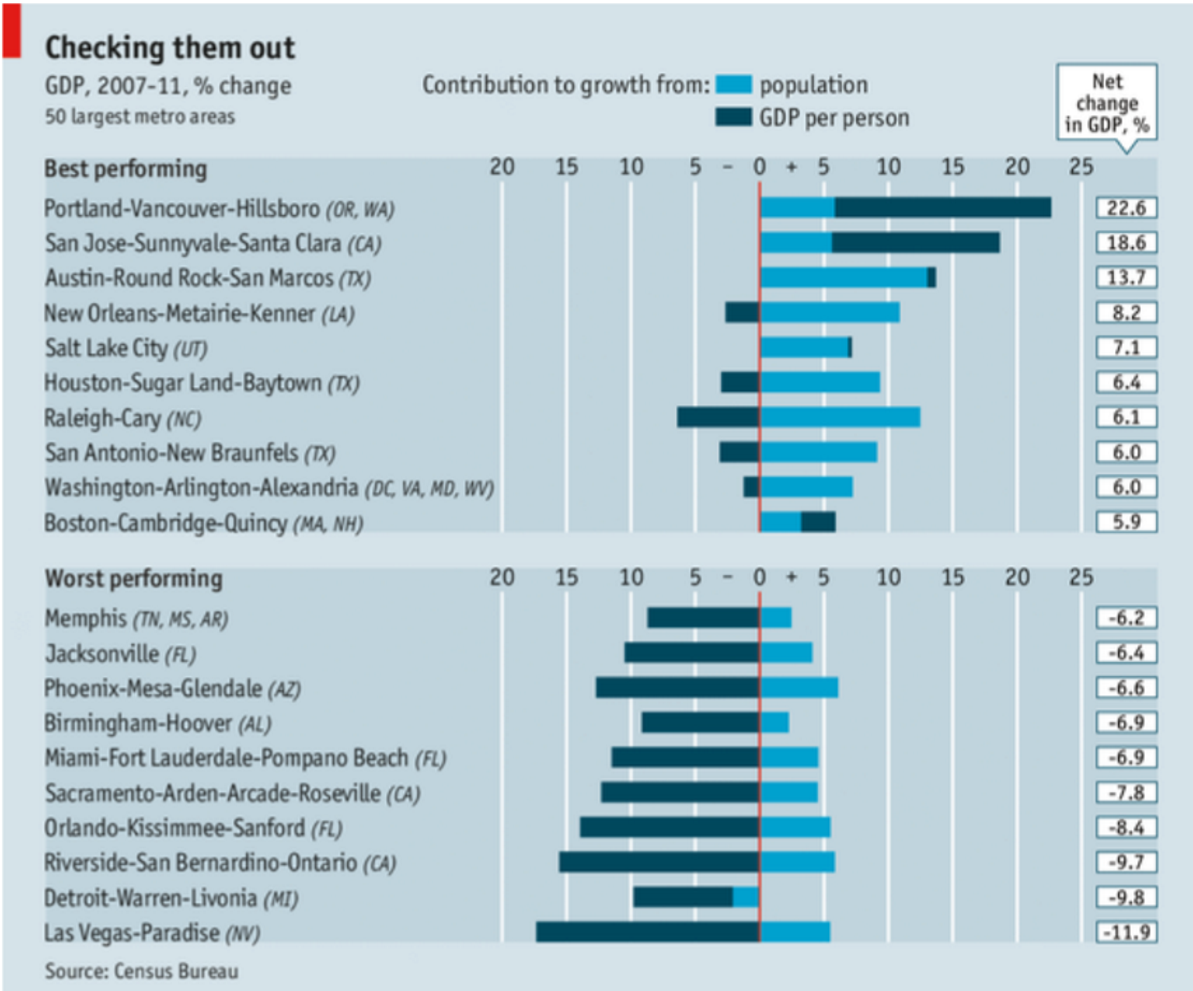 Checking them out
GDP, 2007-11, % change
50 largest metro areas
Contribution to growth from: population
GDP per person
Net change in GDP, %
Best performing 20 15 10 5 – 0 + 5 10 15 20 25
Portland-Vancouver-Hillsboro (OR, WA) 22.6
San Jose-Sunnyvale-Santa Clara (CA) 18.6
Austin-Round Rock-San Marcos (TX) 13.7
New Orleans-Metairie-Kenner (LA) 8.2
Salt Lake City (UT) 7.1
Houston-Sugar Land-Baytown (TX) 6.4
Raleigh-Cary (NC) 6.1
San Antonio-New Braunfels (TX) 6.0
Washington-Arlington-Alexandria (DC, VA, MD, WV) 6.0
Boston-Cambridge-Quincy (MA, NH) 5.9
Worst performing 20 15 10 5 – 0 + 5 10 15 20 25
Memphis (TN, MS, AR) -6.2
Jacksonville (FL) -6.4
Phoenix-Mesa-Glendale (AZ) -6.6
Birmingham-Hoover (AL) -6.9
Miami-Fort Lauderdale-Pompano Beach (FL) -6.9
Sacramento-Arden-Arcade-Roseville (CA) -7.8
Orlando-Kissimmee-Sanford (FL) -8.4
Riverside-San Bernardino-Ontario (CA) -9.7
Detroit-Warren-Livonia (MI) -9.8
Las Vegas-Paradise (NV) -11.9
Source: Census Bureau